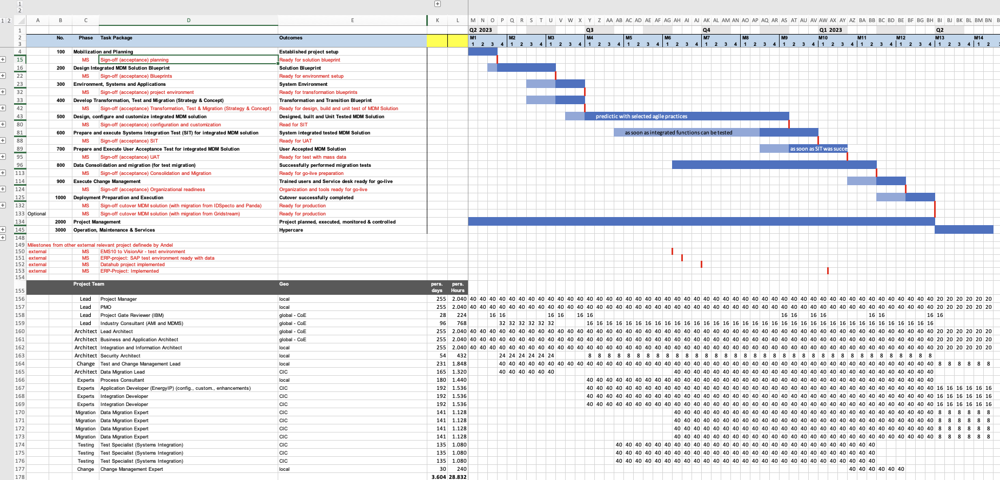 1
2
1 2 A B C D E K L M N O P Q R S T U V W X Y Z AA AB AC AD AE AF AG AH AI AJ AK AL AM AN AO AP AQ AR AS AT AU AV AW AX AY AZ BA BB BC BD BE BF BG BH BI BJ BK BL BM BN B
1 Q2 2023 Q3 Q4 Q1 2023 Q2
2 No. Phase Task Package Outcomes M1 M2 M3 M4 M5 M6 M7 M8 M9 M10 M11 M12 M13 M14
3 1 2 3 4 1 2 3 4 1 2 3 4 1 2 3 4 1 2 3 4 1 2 3 4 1 2 3 4 1 2 3 4 1 2 3 4 1 2 3 4 1 2 3 4 1 2 3 4 1 2 3 4 1 2 3
4 100 Mobilization and Planning Established project setup
15 MS Sign-off (acceptance) planning Ready for solution blueprint
16 200 Design Integrated MDM Solution Blueprint Solution Blueprint
22 MS Sign-off (acceptance) Blueprints Ready for environment setup
23 300 Environment, Systems and Applications System Environment
32 MS Sign-off (acceptance) project environment Ready for transformation blueprints
33 400 Develop Transformation, Test and Migration (Strategy & Concept) Transformation and Transition Blueprint
42 MS Sign-off (acceptance) Transformation, Test & Migration (Strategy & Concept) Ready for design, build and unit test of MDM Solution
43 500 Design, configure and customize integrated MDM solution Designed, built and Unit Tested MDM Solution predictic with selected agile practices
80 MS Sign-off (acceptance) configuration and customization Read for SIT
81 600 Prepare and execute Systems Integration Test (SIT) for integrated MDM solution System integrated tested MDM Solution as soon as integrated functions can be tested
88 MS Sign-off (acceptance) SIT Ready for UAT
89 700 Prepare and Execute User Acceptance Test for integrated MDM Solution User Accepted MDM Solution as soon as SIT was succe
95 MS Sign-off (acceptance) UAT Ready for test with mass data
96 800 Data Consolidation and migration (for test migration) Successfully performed migration tests
113 MS Sign-off (acceptance) Consolidation and Migration Ready for go-live preparation
114 900 Execute Change Management Trained users and Service desk ready for go-live
124 MS Sign-off (acceptance) Organizational readiness Organization and tools ready for go-live
125 1000 Deployment Preparation and Execution Cutover successfully completed
132 MS Sign-off cutover MDM solution (with migration from IDSpecto and Panda) Ready for production
133 Optional MS Sign-off cutover MDM solution (with migration from Gridstream) Ready for production
134 2000 Project Management Project planned, executed, monitored & controlled
145 3000 Operation, Maintenance & Services Hypercare
148
149 Milestones from other external relevant project definede by Andel
150 external MS EMS10 to VisionAir - test environment
151 external MS ERP-project: SAP test environment ready with data
152 external MS Datahub project implemented
153 external MS ERP-Project: Implemented
154
155 Project Team Geo pers. days pers. Hours
156 Lead Project Manager local 255 2.040 40 40 40 40 40 40 40 40 40 40 40 40 40 40 40 40 40 40 40 40 40 40 40 40 40 40 40 40 40 40 40 40 40 40 40 40 40 40 40 40 40 40 40 40 40 40 40 40 20 20 20 20 20 20
157 Lead PMO local 255 2.040 40 40 40 40 40 40 40 40 40 40 40 40 40 40 40 40 40 40 40 40 40 40 40 40 40 40 40 40 40 40 40 40 40 40 40 40 40 40 40 40 40 40 40 40 40 40 40 40 20 20 20 20 20 20
158 Lead Project Gate Reviewer (IBM) global - CoE 28 224 16 16 16 16 16 16 16 16 16 16 16 16 16 16
159 Lead Industry Consultant (AMI and MDMS) global - CoE 96 768 32 32 32 32 32 32 16 16 16 16 16 16 16 16 16 16 16 16 16 16 16 16 16 16 16 16 16 16 16 16 16 16 16 16 16 16 16 16 16 16 16 16
160 Architect Lead Architect global - CoE 255 2.040 40 40 40 40 40 40 40 40 40 40 40 40 40 40 40 40 40 40 40 40 40 40 40 40 40 40 40 40 40 40 40 40 40 40 40 40 40 40 40 40 40 40 40 40 40 40 40 40 20 20 20 20 20 20
161 Architect Business and Application Architect global - CoE 255 2.040 40 40 40 40 40 40 40 40 40 40 40 40 40 40 40 40 40 40 40 40 40 40 40 40 40 40 40 40 40 40 40 40 40 40 40 40 40 40 40 40 40 40 40 40 40 40 40 40 20 20 20 20 20 20
162 Architect Integration and Information Architect local 255 2.040 40 40 40 40 40 40 40 40 40 40 40 40 40 40 40 40 40 40 40 40 40 40 40 40 40 40 40 40 40 40 40 40 40 40 40 40 40 40 40 40 40 40 40 40 40 40 40 40 20 20 20 20 20 20
163 Architect Security Architect local 54 432 24 24 24 24 24 24 8 8 8 8 8 8 8 8 8 8 8 8 8 8 8 8 8 8 8 8 8 8 8 8 8 8 8 8 8 8 8 8 8 8 8 8
164 Change Test and Change Management Lead local 231 1.848 40 40 40 40 40 40 40 40 40 40 40 40 40 40 40 40 40 40 40 40 40 40 40 40 40 40 40 40 40 40 40 40 40 40 40 40 40 40 40 40 40 40 40 40 40 8 8 8 8 8 8
165 Architect Data Migration Lead CIC 165 1.320 40 40 40 40 40 40 40 40 40 40 40 40 40 40 40 40 40 40 40 40 40 40 40 40 40 40 40 40 40 40 40 40 40
166 Experts Process Consultant local 180 1.440 40 40 40 40 40 40 40 40 40 40 40 40 40 40 40 40 40 40 40 40 40 40 40 40 40 40 40 40 40 40 40 40 40 40 40 40
167 Experts Application Developer (EnergyIP) (config., custom., enhancements) CIC 192 1.536 40 40 40 40 40 40 40 40 40 40 40 40 40 40 40 40 40 40 40 40 40 40 40 40 40 40 40 40 40 40 40 40 40 40 40 40 16 16 16 16 16 16
168 Experts Integration Developer CIC 192 1.536 40 40 40 40 40 40 40 40 40 40 40 40 40 40 40 40 40 40 40 40 40 40 40 40 40 40 40 40 40 40 40 40 40 40 40 40 16 16 16 16 16 16
169 Experts Integration Developer CIC 192 1.536 40 40 40 40 40 40 40 40 40 40 40 40 40 40 40 40 40 40 40 40 40 40 40 40 40 40 40 40 40 40 40 40 40 40 40 40 16 16 16 16 16 16
170 Migration Data Migration Expert CIC 141 1.128 40 40 40 40 40 40 40 40 40 40 40 40 40 40 40 40 40 40 40 40 40 40 40 40 40 40 40 8 8 8 8 8 8
171 Migration Data Migration Expert CIC 141 1.128 40 40 40 40 40 40 40 40 40 40 40 40 40 40 40 40 40 40 40 40 40 40 40 40 40 40 40 8 8 8 8 8 8
172 Migration Data Migration Expert CIC 141 1.128 40 40 40 40 40 40 40 40 40 40 40 40 40 40 40 40 40 40 40 40 40 40 40 40 40 40 40 8 8 8 8 8 8
173 Migration Data Migration Expert CIC 141 1.128 40 40 40 40 40 40 40 40 40 40 40 40 40 40 40 40 40 40 40 40 40 40 40 40 40 40 40 8 8 8 8 8 8
174 Testing Test Specialist (Systems Integration) CIC 135 1.080 40 40 40 40 40 40 40 40 40 40 40 40 40 40 40 40 40 40 40 40 40 40 40 40 40 40 40
175 Testing Test Specialist (Systems Integration) CIC 135 1.080 40 40 40 40 40 40 40 40 40 40 40 40 40 40 40 40 40 40 40 40 40 40 40 40 40 40 40
176 Testing Test Specialist (Systems Integration) CIC 135 1.080 40 40 40 40 40 40 40 40 40 40 40 40 40 40 40 40 40 40 40 40 40 40 40 40 40 40 40
177 Change Change Management Expert local 30 240 40 40 40 40 40 40
178 3.604 28.832